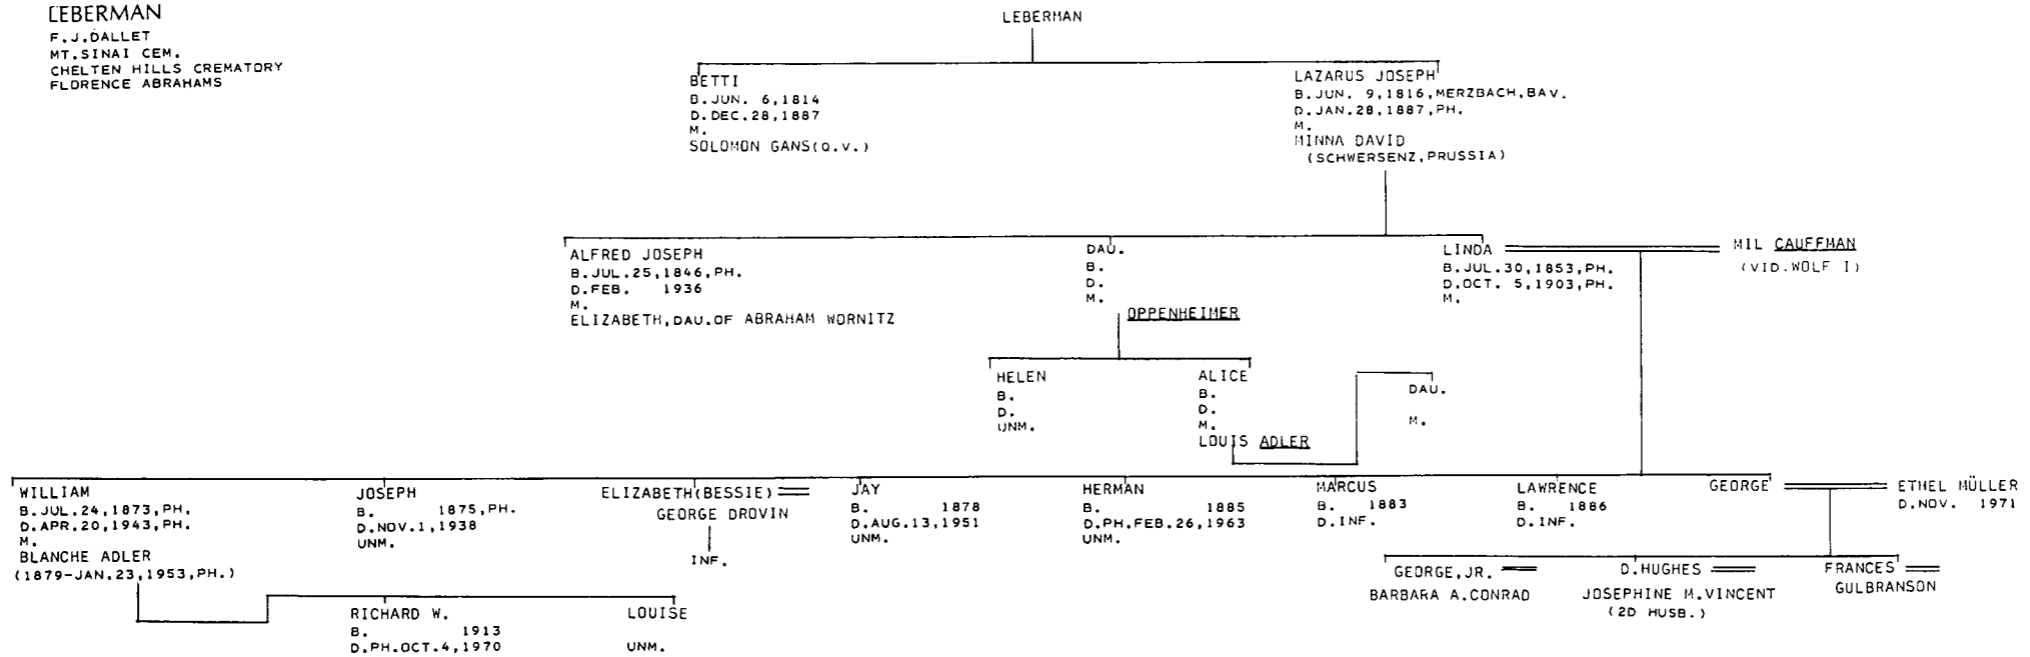 LEBERMAN
F.J.DALLET
MT.SINAI CEM.
CHELTEN HILLS CREMATORY
FLORENCE ABRAHAMS
LEBERMAN
BETTI
B.JUN. 6,1814
D.DEC.28,1887
M.
SOLOMON GANS(Q.V.)
LAZARUS JOSEPH
B.JUN. 9,1816,MERZBACH,BAV.
D.JAN.28,1887,PH.
M.
MINNA DAVID
(SCHWERSENZ,PRUSSIA)
ALFRED JOSEPH
B.JUL.25,1846,PH.
D.FEB. 1936
M.
ELIZABETH,DAU.OF ABRAHAM WORNITZ
DAU.
B.
D.
M.
OPPENHEIMER
LINDA
B.JUL.30,1853,PH.
D.OCT. 5,1903,PH.
M.
MIL CAUFFMAN
(VID.WOLF I)
HELEN
B.
D.
UNM.
ALICE
B.
D.
M.
LOUIS ADLER
DAU.
M.
WILLIAM
B.JUL.24,1873,PH.
D.APR.20,1943,PH.
M.
BLANCHE ADLER
(1879-JAN.23,1953,PH.)
JOSEPH
B. 1875,PH.
D.NOV.1,1938
UNM.
ELIZABETH(BESSIE)
GEORGE DROVIN
INF.
JAY
B. 1878
D.AUG.13,1951
UNM.
HERMAN
B. 1885
D.PH.FEB.26,1963
UNM.
MARCUS
B. 1883
D.INF.
LAWRENCE
B. 1886
D.INF.
GEORGE
ETHEL MÜLLER
D.NOV. 1971
GEORGE,JR.
BARBARA A.CONRAD
D.HUGHES
JOSEPHINE M.VINCENT
(2D HUSB.)
FRANCES
GULBRANSON
RICHARD W.
B. 1913
D.PH.OCT.4,1970
LOUISE
UNM.